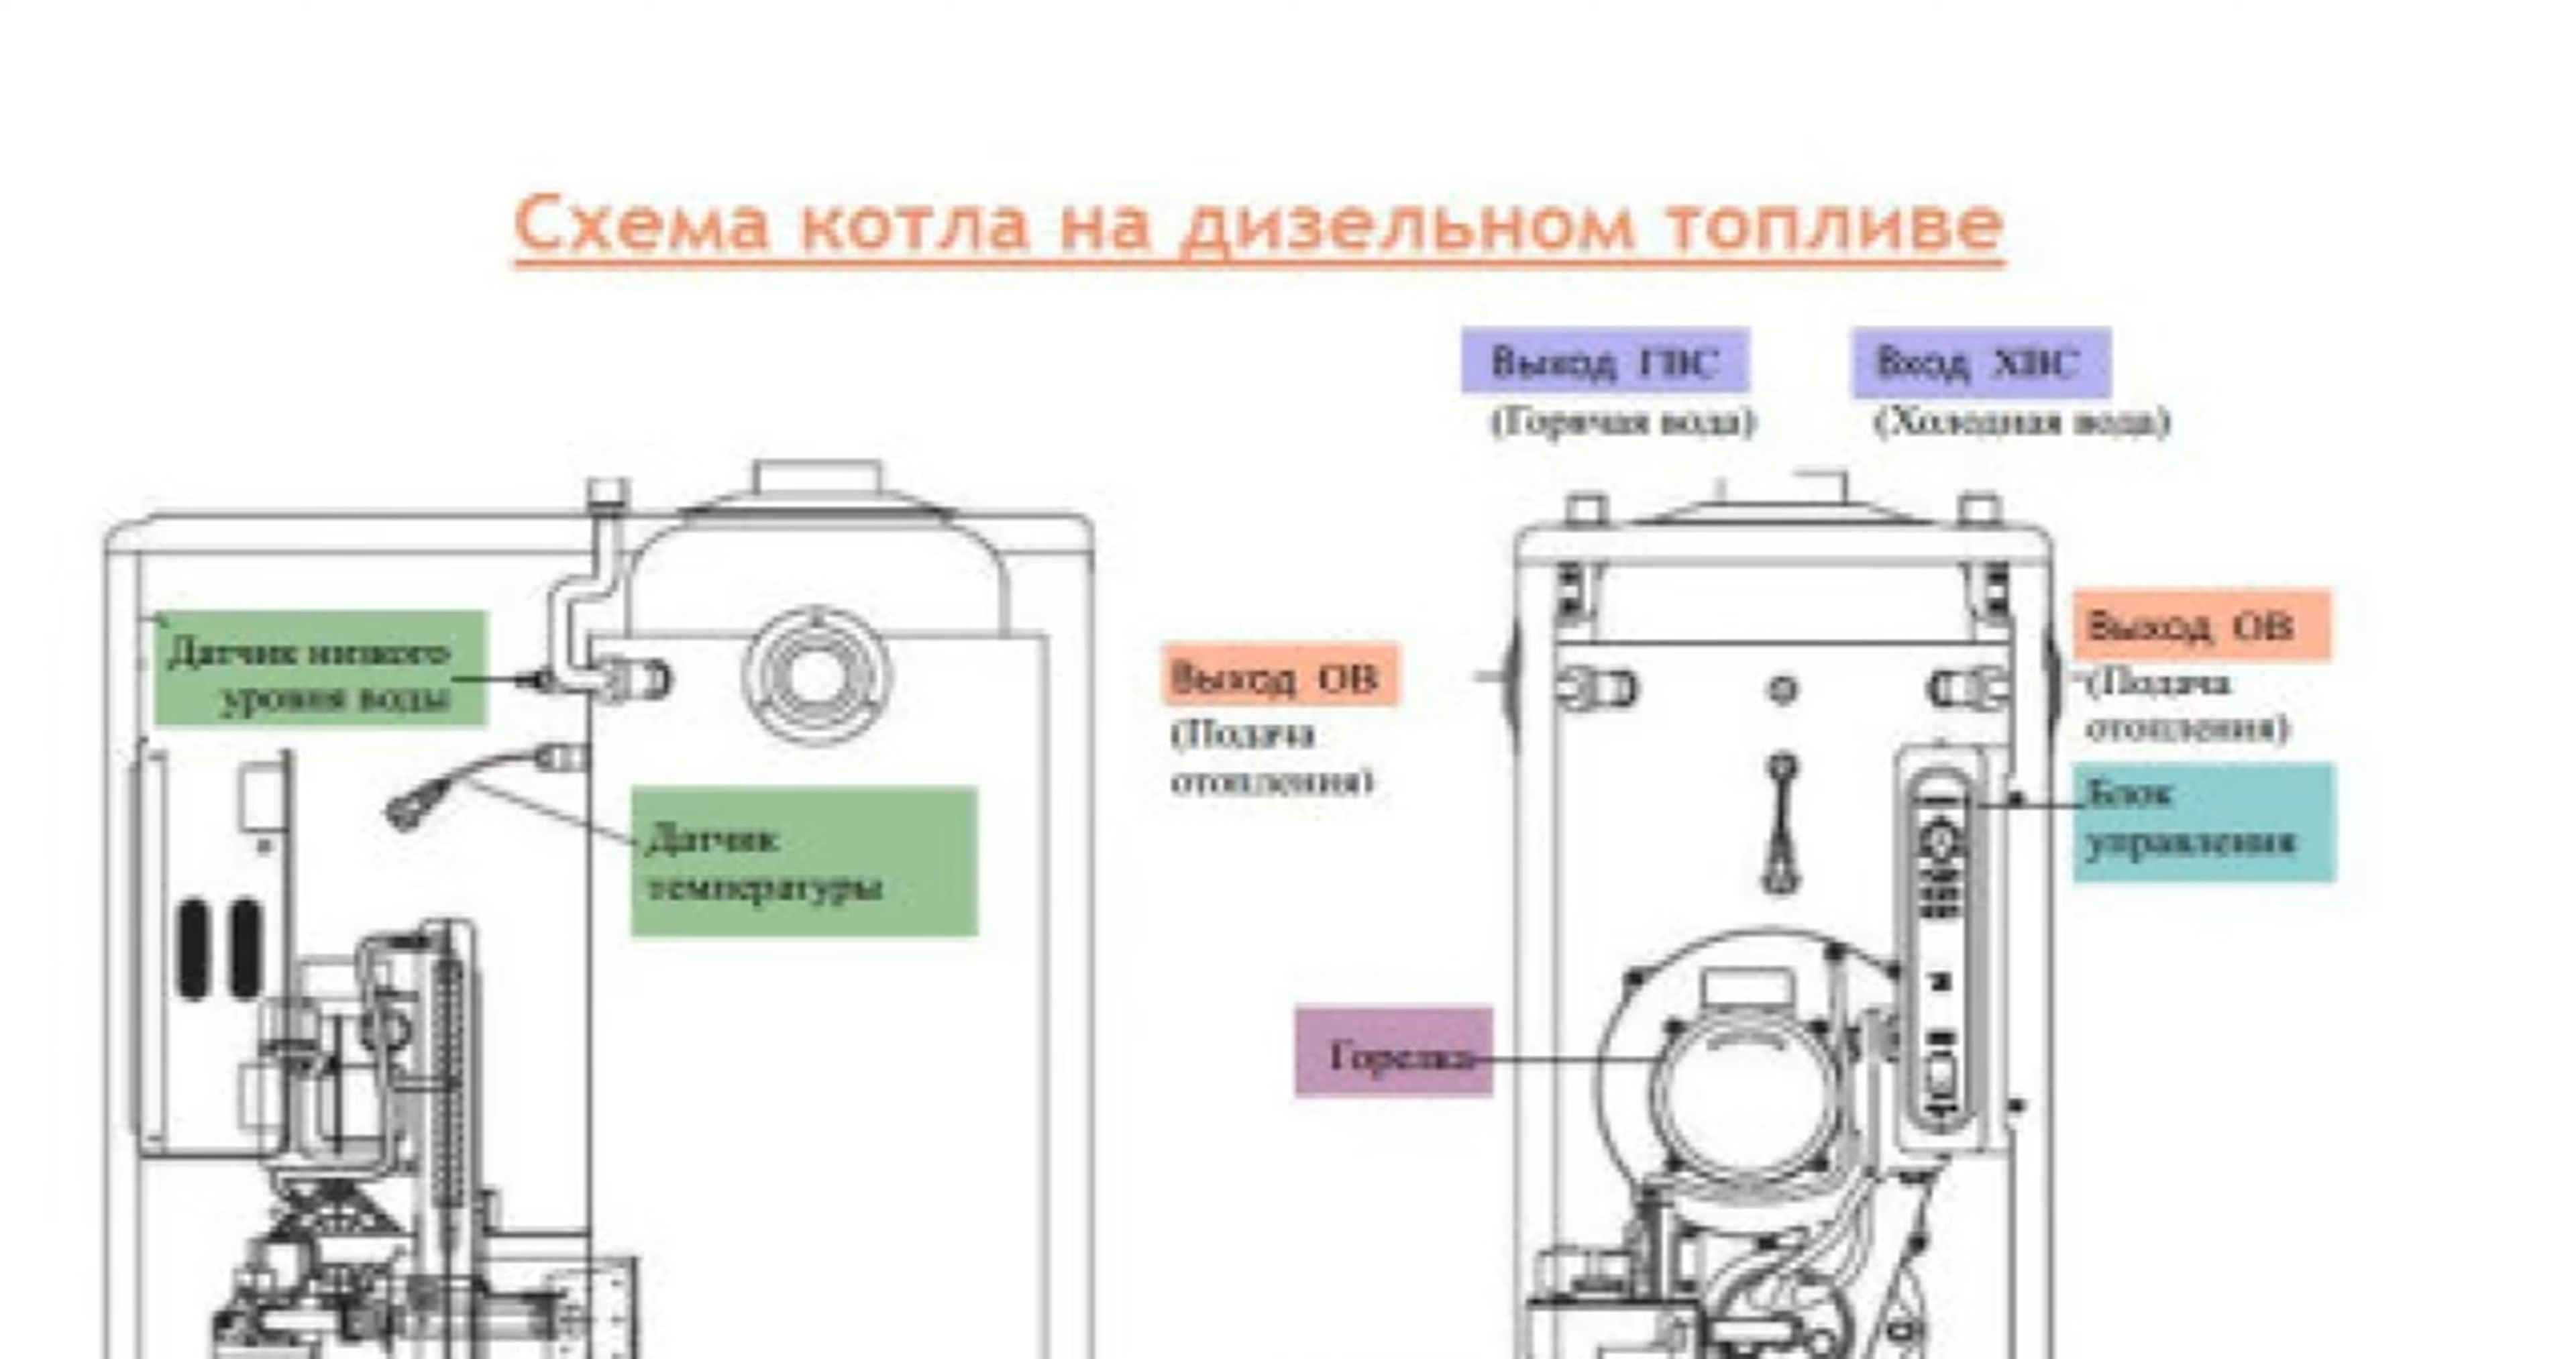 Схема котла на дизельном топливе
Выход ГВС
(Горячая вода)
Вход ХВС
(Холодная вода)
Датчик низкого
уровня воды
Датчик
температуры
Выход ОВ
(Подача
отопления)
Выход ОВ
(Подача
отопления)
Блок
управления
Горелка